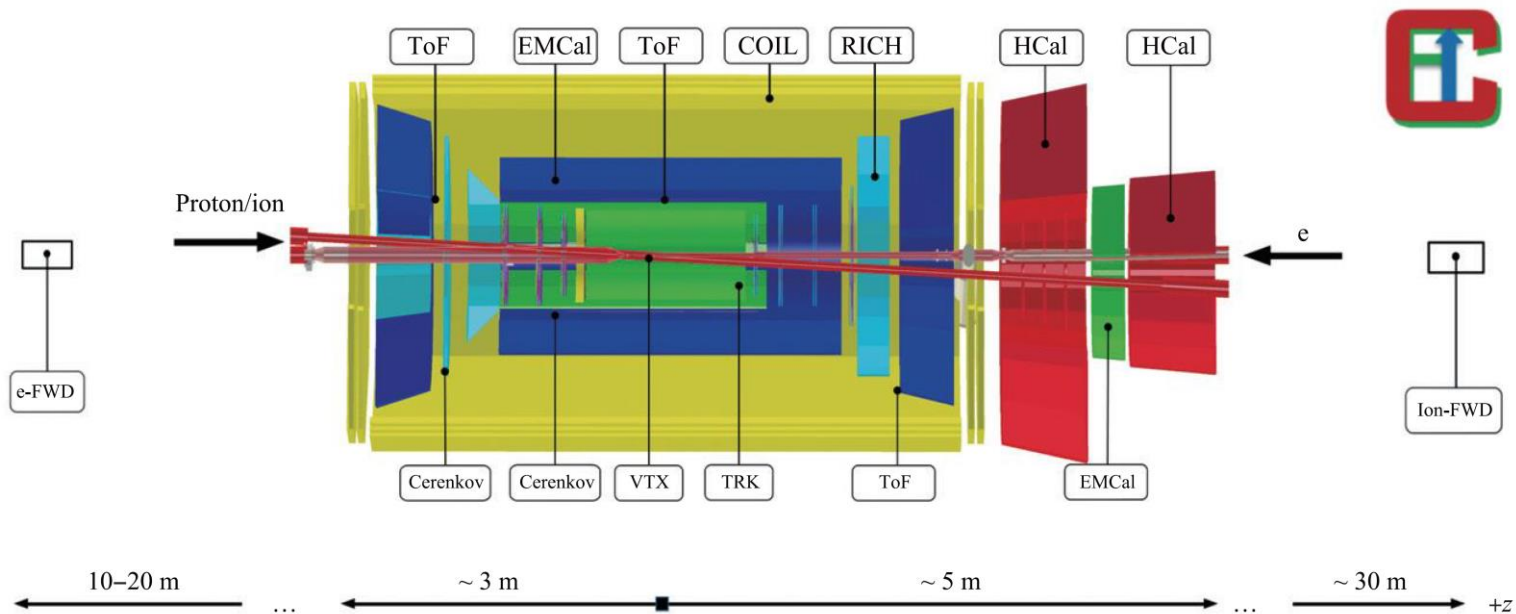 ToF EMCal ToF COIL RICH HCal HCal
Proton/ion
e
e-FWD
Ion-FWD
Cerenkov Cerenkov VTX TRK ToF EMCal
10–20 m ~ 3 m ~ 5 m ~ 30 m
... ... +z